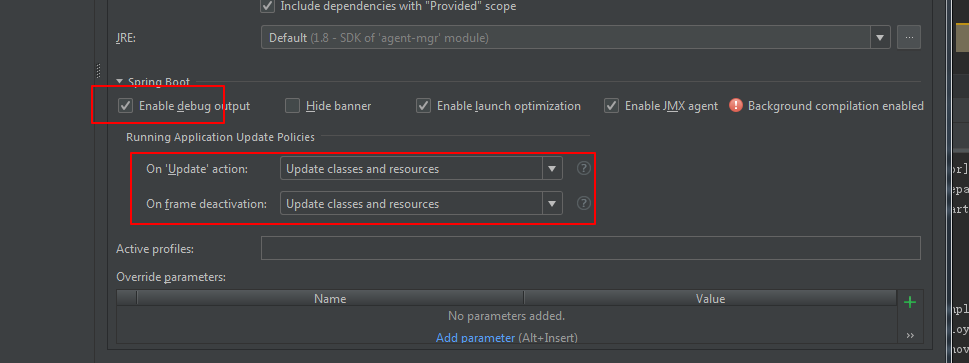 Include dependencies with "Provided" scope
JRE: Default (1.8 - SDK of 'agent-mgr' module) ...
Spring Boot
Enable debug output Hide banner Enable launch optimization Enable JMX agent Background compilation enabled
Running Application Update Policies
On 'Update' action: Update classes and resources ?
On frame deactivation: Update classes and resources ?
Active profiles:
Override parameters:
Name Value
No parameters added.
Add parameter (Alt+Insert)